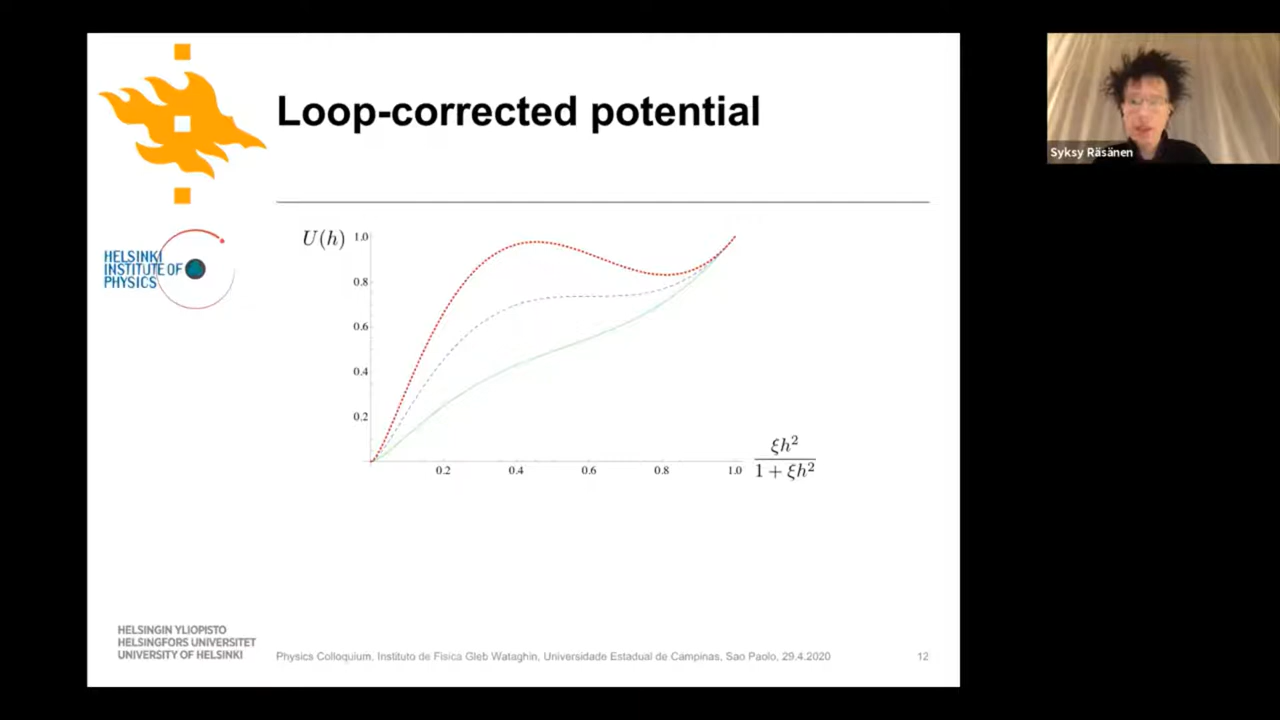 Loop-corrected potential
Syksy Räsänen
HELSINKI
INSTITUTE OF
PHYSICS
U(h)
1.0
0.8
0.6
0.4
0.2
0.2 0.4 0.6 0.8 1.0
ξh²
1 + ξh²
HELSINGIN YLIOPISTO
HELSINGFORS UNIVERSITET
UNIVERSITY OF HELSINKI
Physics Colloquium, Instituto de Fisica Gleb Wataghin, Universidade Estadual de Campinas, Sao Paolo, 29.4.2020
12